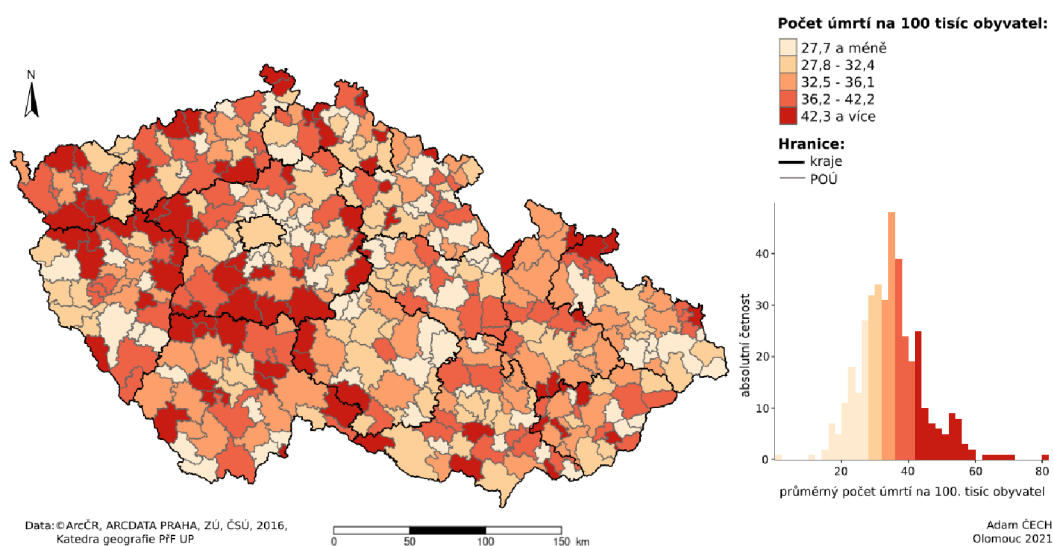 Počet úmrtí na 100 tisíc obyvatel:
27,7 a méně
27,8 - 32,4
32,5 - 36,1
36,2 - 42,2
42,3 a více
Hranice:
kraje
POÚ
N
absolutní četnost
40
30
20
10
0
20
40
60
80
průměrný počet úmrtí na 100. tisíc obyvatel
Data:©ArcČR, ARCDATA PRAHA, ZÚ, ČSÚ, 2016,
Katedra geografie PřF UP
0 50 100 150 km
Adam ČECH
Olomouc 2021